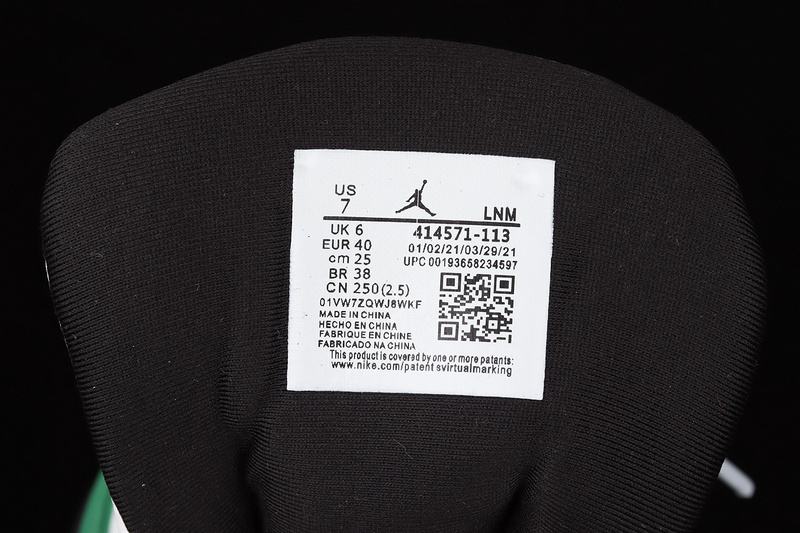 US
7
LNM
UK 6
414571-113
EUR 40
01/02/21/03/29/21
cm 25
UPC 00193658234597
BR 38
CN 250(2.5)
01VW7ZQWJ8WKF
MADE IN CHINA
HECHO EN CHINA
FABRIQUE EN CHINE
FABRICADO NA CHINA
This product is covered by one or more patents:
www.nike.com/patent svirtualmarking